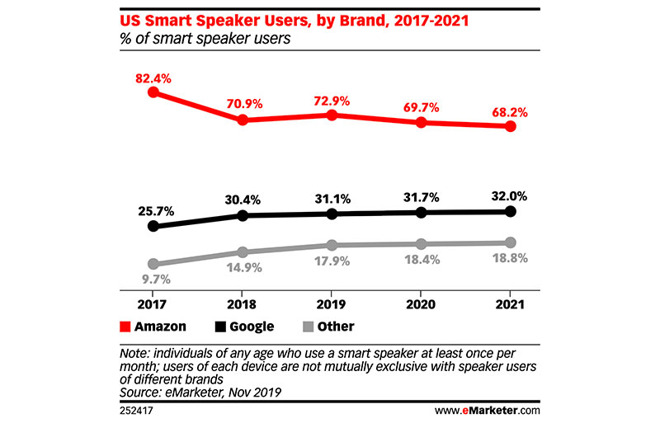 US Smart Speaker Users, by Brand, 2017-2021
% of smart speaker users
82.4%
70.9%
72.9%
69.7%
68.2%
25.7%
30.4%
31.1%
31.7%
32.0%
9.7%
14.9%
17.9%
18.4%
18.8%
2017 2018 2019 2020 2021
Amazon Google Other
Note: individuals of any age who use a smart speaker at least once per
month; users of each device are not mutually exclusive with speaker users
of different brands
Source: eMarketer, Nov 2019
252417 www.eMarketer.com